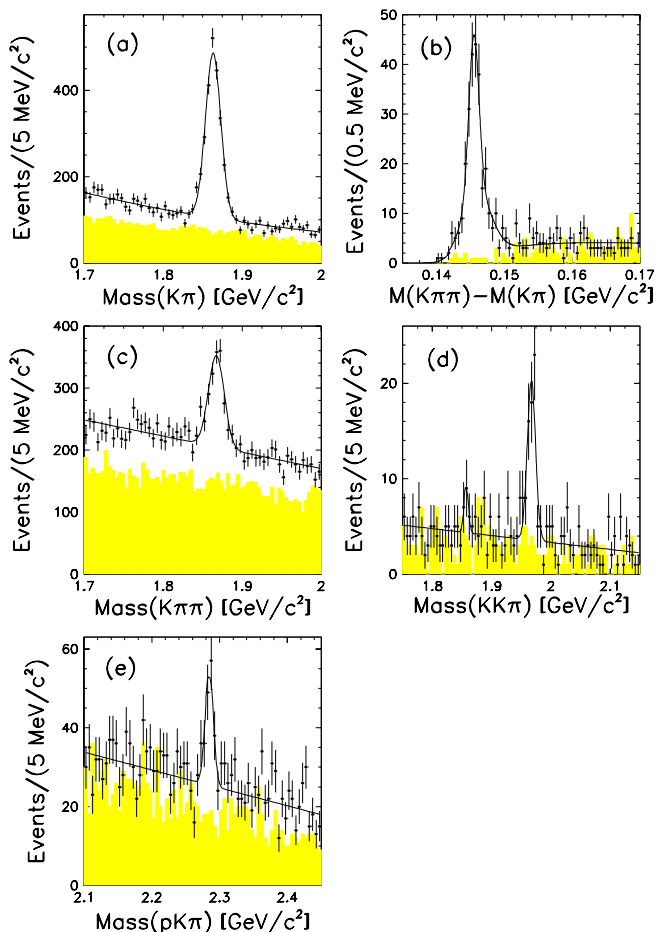 (a)
Events/(5 MeV/c²)
400
200
0
1.7 1.8 1.9 2
Mass(Kπ) [GeV/c²]
(b)
Events/(0.5 MeV/c²)
50
40
30
20
10
0
0.14 0.15 0.16 0.17
M(Kππ)−M(Kπ) [GeV/c²]
(c)
Events/(5 MeV/c²)
400
300
200
100
0
1.7 1.8 1.9 2
Mass(Kππ) [GeV/c²]
(d)
Events/(5 MeV/c²)
20
10
0
1.8 1.9 2.0 2.1
Mass(KKπ) [GeV/c²]
(e)
Events/(5 MeV/c²)
60
40
20
0
2.1 2.2 2.3 2.4
Mass(pKπ) [GeV/c²]